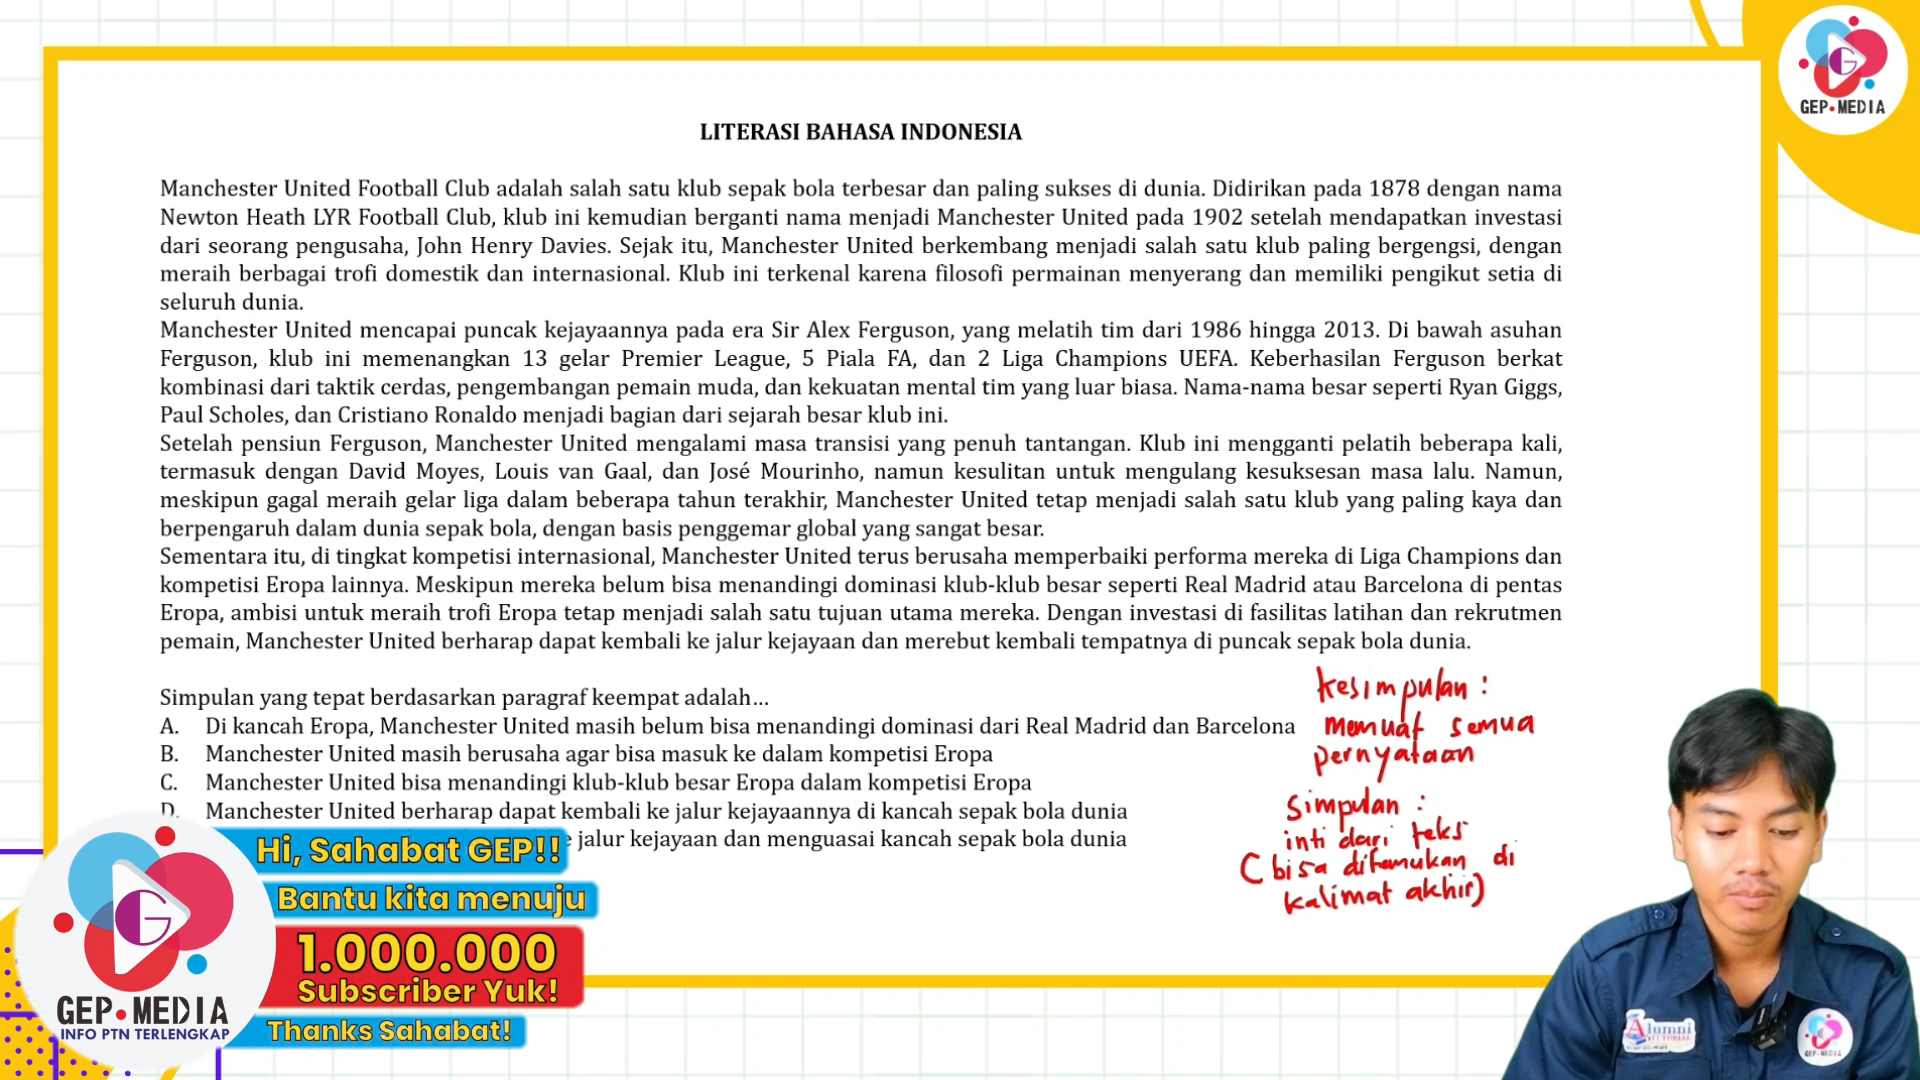 GEP•MEDIA
LITERASI BAHASA INDONESIA
Manchester United Football Club adalah salah satu klub sepak bola terbesar dan paling sukses di dunia. Didirikan pada 1878 dengan nama
Newton Heath LYR Football Club, klub ini kemudian berganti nama menjadi Manchester United pada 1902 setelah mendapatkan investasi
dari seorang pengusaha, John Henry Davies. Sejak itu, Manchester United berkembang menjadi salah satu klub paling bergengsi, dengan
meraih berbagai trofi domestik dan internasional. Klub ini terkenal karena filosofi permainan menyerang dan memiliki pengikut setia di
seluruh dunia.
Manchester United mencapai puncak kejayaannya pada era Sir Alex Ferguson, yang melatih tim dari 1986 hingga 2013. Di bawah asuhan
Ferguson, klub ini memenangkan 13 gelar Premier League, 5 Piala FA, dan 2 Liga Champions UEFA. Keberhasilan Ferguson berkat
kombinasi dari taktik cerdas, pengembangan pemain muda, dan kekuatan mental tim yang luar biasa. Nama-nama besar seperti Ryan Giggs,
Paul Scholes, dan Cristiano Ronaldo menjadi bagian dari sejarah besar klub ini.
Setelah pensiun Ferguson, Manchester United mengalami masa transisi yang penuh tantangan. Klub ini mengganti pelatih beberapa kali,
termasuk dengan David Moyes, Louis van Gaal, dan José Mourinho, namun kesulitan untuk mengulang kesuksesan masa lalu. Namun,
meskipun gagal meraih gelar liga dalam beberapa tahun terakhir, Manchester United tetap menjadi salah satu klub yang paling kaya dan
berpengaruh dalam dunia sepak bola, dengan basis penggemar global yang sangat besar.
Sementara itu, di tingkat kompetisi internasional, Manchester United terus berusaha memperbaiki performa mereka di Liga Champions dan
kompetisi Eropa lainnya. Meskipun mereka belum bisa menandingi dominasi klub-klub besar seperti Real Madrid atau Barcelona di pentas
Eropa, ambisi untuk meraih trofi Eropa tetap menjadi salah satu tujuan utama mereka. Dengan investasi di fasilitas latihan dan rekrutmen
pemain, Manchester United berharap dapat kembali ke jalur kejayaan dan merebut kembali tempatnya di puncak sepak bola dunia.
Simpulan yang tepat berdasarkan paragraf keempat adalah…
A. Di kancah Eropa, Manchester United masih belum bisa menandingi dominasi dari Real Madrid dan Barcelona
B. Manchester United masih berusaha agar bisa masuk ke dalam kompetisi Eropa
C. Manchester United bisa menandingi klub-klub besar Eropa dalam kompetisi Eropa
D. Manchester United berharap dapat kembali ke jalur kejayaannya di kancah sepak bola dunia
jalur kejayaan dan menguasai kancah sepak bola dunia
kesimpulan :
memuat semua
pernyataan
simpulan :
inti dari teks
(bisa ditemukan di
kalimat akhir)
Hi, Sahabat GEP!!
Bantu kita menuju
1.000.000
Subscriber Yuk!
Thanks Sahabat!
GEP•MEDIA
INFO PTN TERLENGKAP
Alumni
TUTORIAL
GEP•MEDIA